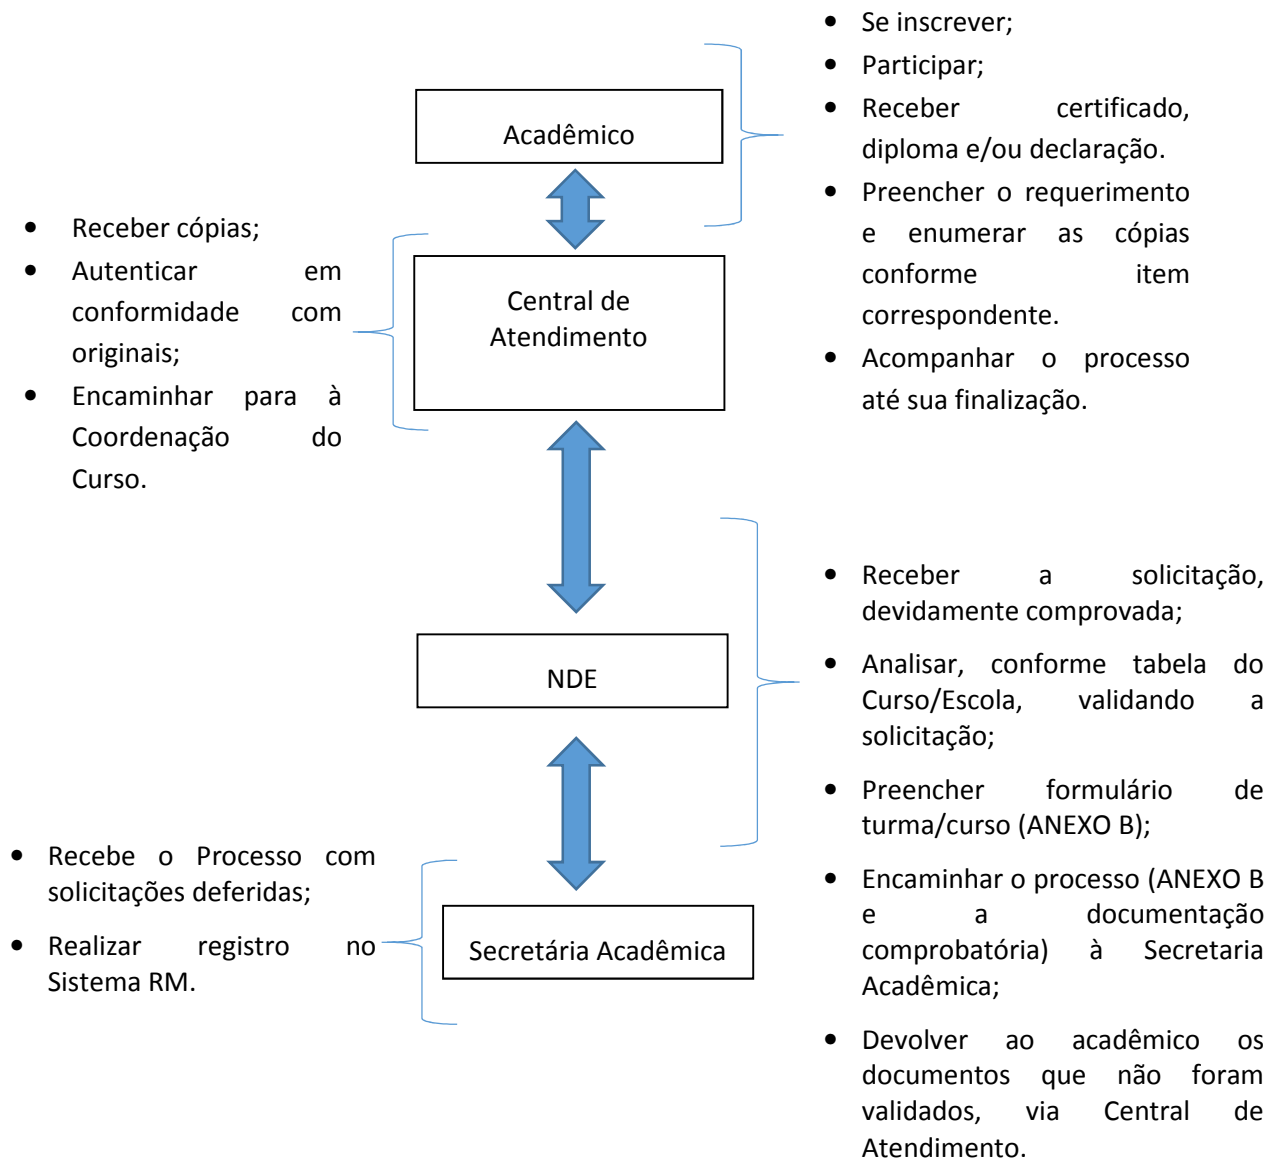 • Se inscrever;
• Participar;
• Receber certificado,
diploma e/ou declaração.
• Preencher o requerimento
e enumerar as cópias
conforme item
correspondente.
• Acompanhar o processo
até sua finalização.
Acadêmico
• Receber cópias;
• Autenticar em
conformidade com
originais;
• Encaminhar para à
Coordenação do
Curso.
Central de
Atendimento
NDE
• Receber a solicitação,
devidamente comprovada;
• Analisar, conforme tabela do
Curso/Escola, validando a
solicitação;
• Preencher formulário de
turma/curso (ANEXO B);
• Encaminhar o processo (ANEXO B
e a documentação
comprobatória) à Secretaria
Acadêmica;
• Devolver ao acadêmico os
documentos que não foram
validados, via Central de
Atendimento.
• Recebe o Processo com
solicitações deferidas;
• Realizar registro no
Sistema RM.
Secretária Acadêmica